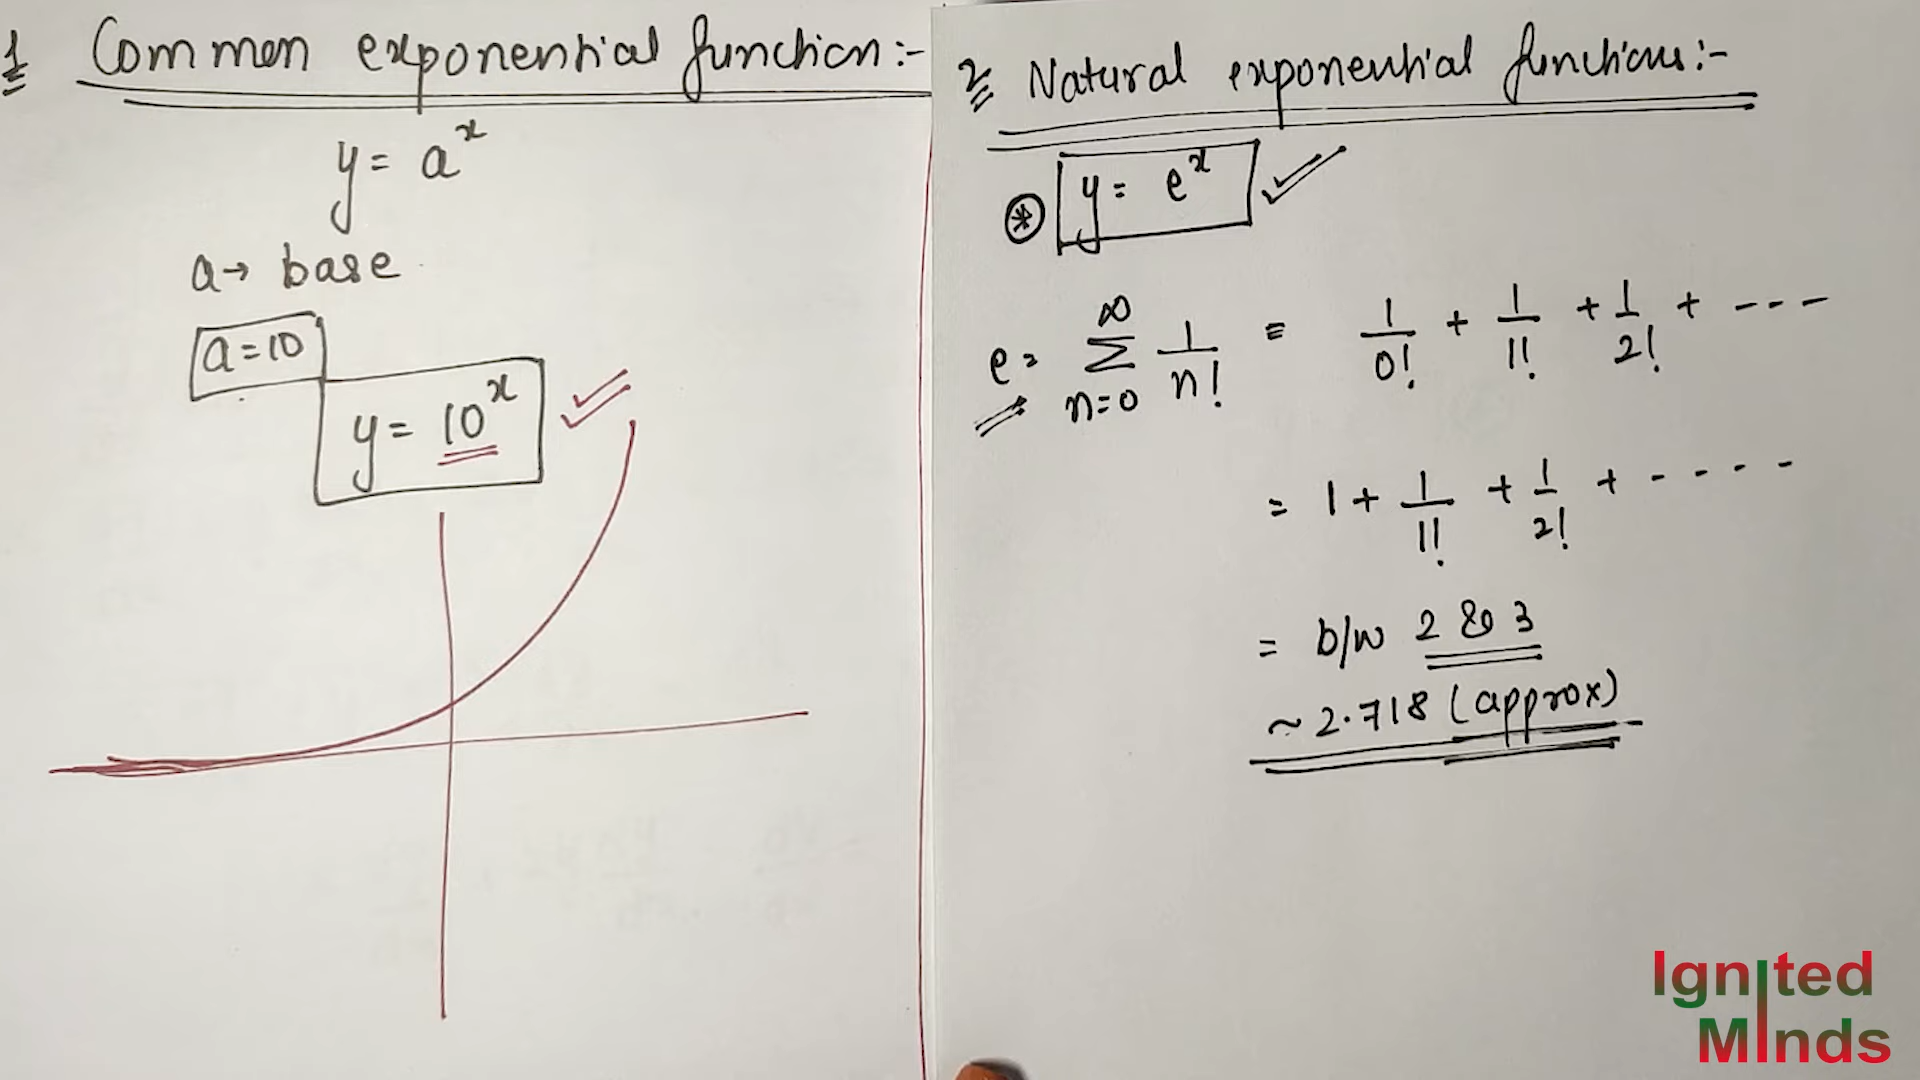 1 Common exponential function:-
y = a^x
a → base
a = 10
y = 10^x
2 Natural exponential functions:-
⊛ y = e^x
e = ∞ Σ n=0 1/n! = 1/0! + 1/1! + 1/2! + ---
= 1 + 1/1! + 1/2! + ----
= b/w 2 & 3
~ 2.718 (approx)
Ignited
Minds